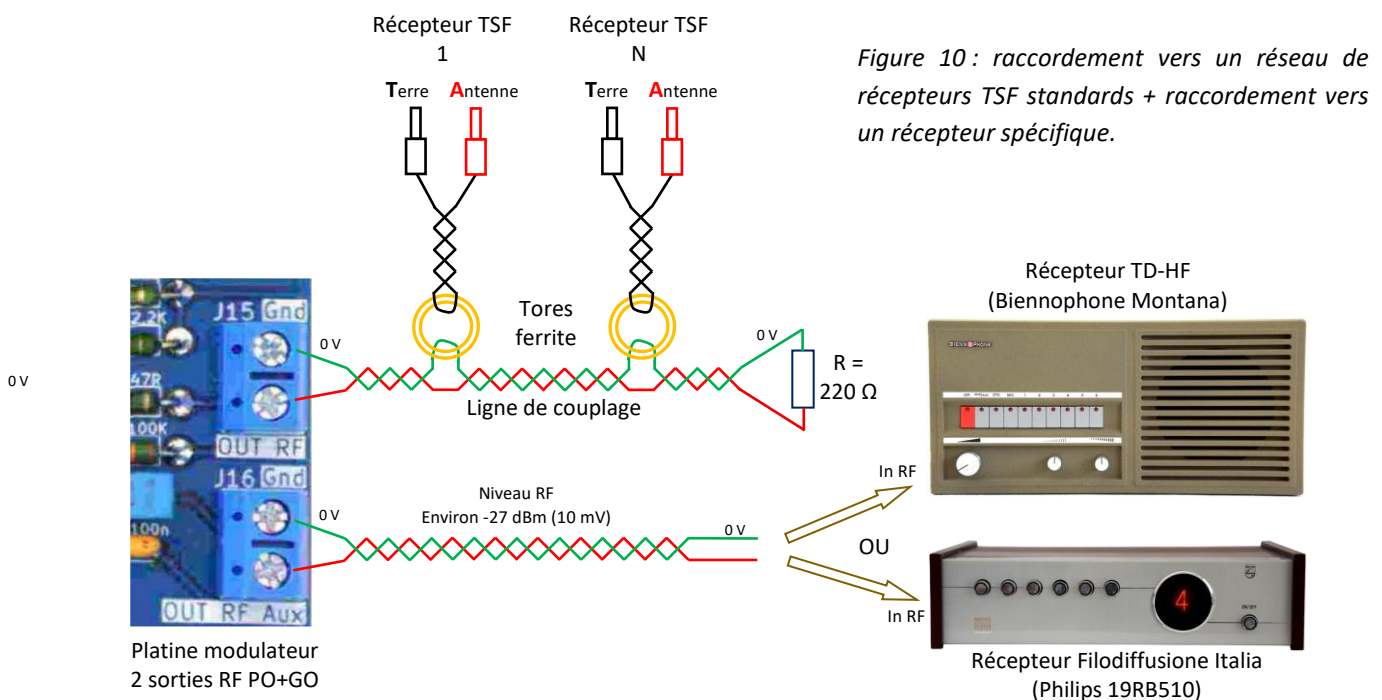 Récepteur TSF
1
Récepteur TSF
N
Terre Antenne
Terre Antenne
Figure 10 : raccordement vers un réseau de
récepteurs TSF standards + raccordement vers
un récepteur spécifique.
Tores
ferrite
0 V
0 V
R =
220 Ω
Ligne de couplage
2.2K
J15 Gnd
47R
100K
OUT RF
J16 Gnd
100n
OUT RF Aux
Platine modulateur
2 sorties RF PO+GO
Niveau RF
Environ -27 dBm (10 mV)
0 V
0 V
In RF
OU
In RF
Récepteur TD-HF
(Biennophone Montana)
BIENNOPHONE
4
ON/OFF
Récepteur Filodiffusione Italia
(Philips 19RB510)